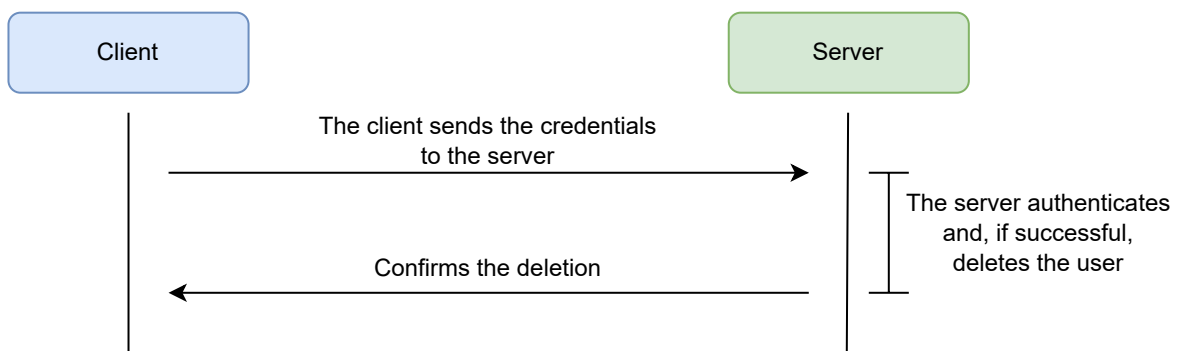 Client
Server
The client sends the credentials
to the server
The server authenticates
and, if successful,
deletes the user
Confirms the deletion